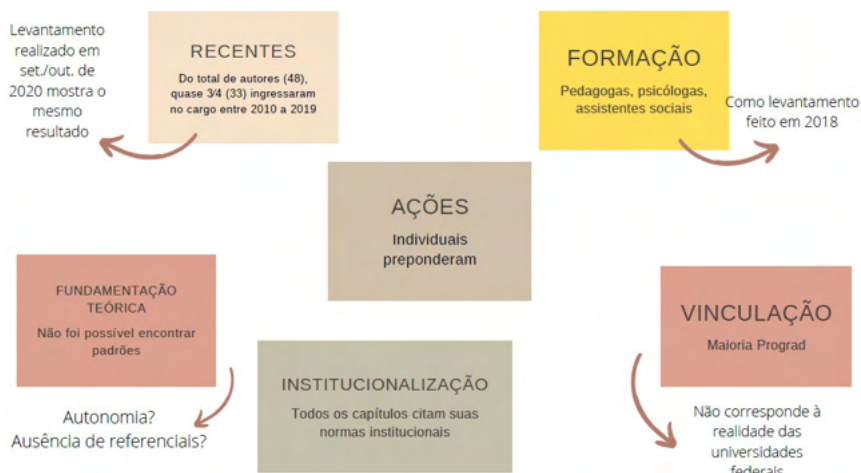 Levantamento
realizado em
set./out. de
2020 mostra o
mesmo
resultado
RECENTES
Do total de autores (48),
quase 3/4 (33) ingressaram
no cargo entre 2010 a 2019
FORMAÇÃO
Pedagogas, psicólogas,
assistentes sociais
Como levantamento
feito em 2018
AÇÕES
Individuais
preponderam
FUNDAMENTAÇÃO
TEÓRICA
Não foi possível encontrar
padrões
Autonomia?
Ausência de referenciais?
INSTITUCIONALIZAÇÃO
Todos os capítulos citam suas
normas institucionais
VINCULAÇÃO
Maioria Prograd
Não corresponde à
realidade das
universidades
federais